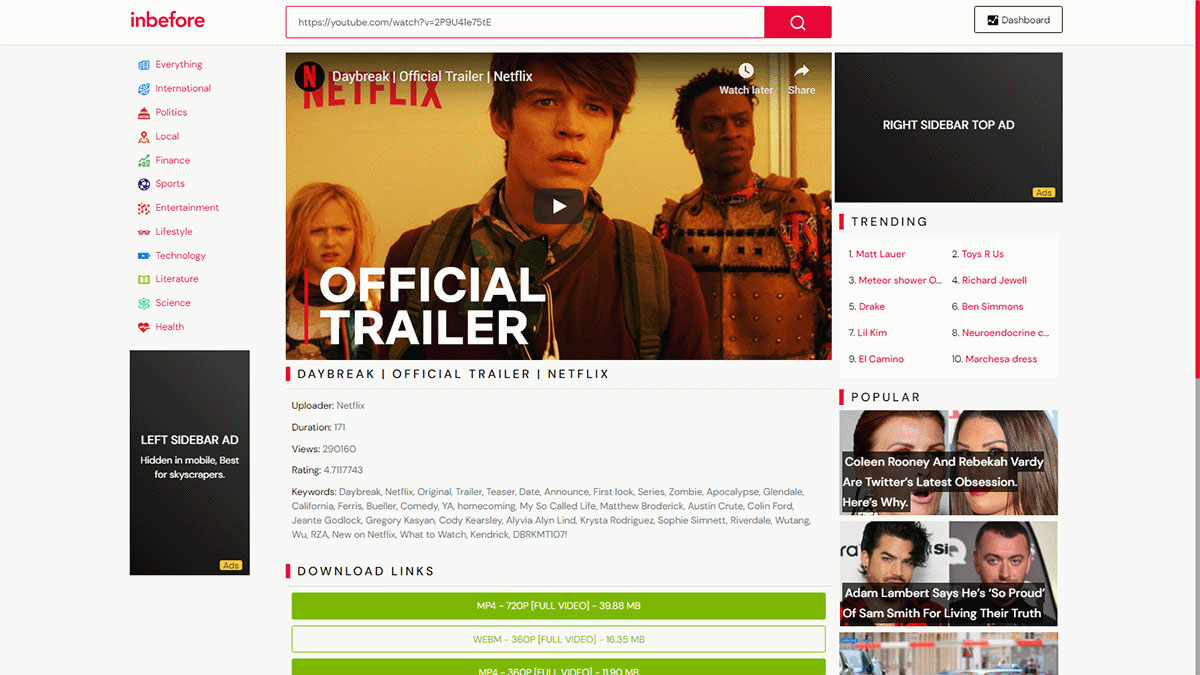 inbefore
https://youtube.com/watch?v=2P9U41e75tE
Dashboard
Everything
International
Politics
Local
Finance
Sports
Entertainment
Lifestyle
Technology
Literature
Science
Health
LEFT SIDEBAR AD
Hidden in mobile, Best
for skyscrapers.
Ads
N
Daybreak | Official Trailer | Netflix
Watch later
Share
NETFLIX
OFFICIAL
TRAILER
DAYBREAK | OFFICIAL TRAILER | NETFLIX
Uploader: Netflix
Duration: 171
Views: 290160
Rating: 4.7117743
Keywords: Daybreak, Netflix, Original, Trailer, Teaser, Date, Announce, First look, Series, Zombie, Apocalypse, Glendale,
California, Ferris, Bueller, Comedy, YA, homecoming, My So Called Life, Matthew Broderick, Austin Crute, Colin Ford,
Jeante Godlock, Gregory Kasyan, Cody Kearsley, Alyvia Alyn Lind, Krysta Rodriguez, Sophie Simnett, Riverdale, Wutang,
Wu, RZA, New on Netflix, What to Watch, Kendrick, DBRKMT107!
DOWNLOAD LINKS
MP4 - 720P [FULL VIDEO] - 39.88 MB
WEBM - 360P [FULL VIDEO] - 16.35 MB
MP4 - 360P [FULL VIDEO] - 11.90 MB
RIGHT SIDEBAR TOP AD
Ads
TRENDING
1. Matt Lauer
2. Toys R Us
3. Meteor shower O...
4. Richard Jewell
5. Drake
6. Ben Simmons
7. Lil Kim
8. Neuroendocrine c...
9. El Camino
10. Marchesa dress
POPULAR
Coleen Rooney And Rebekah Vardy
Are Twitter's Latest Obsession.
Here's Why.
Adam Lambert Says He's 'So Proud'
Of Sam Smith For Living Their Truth